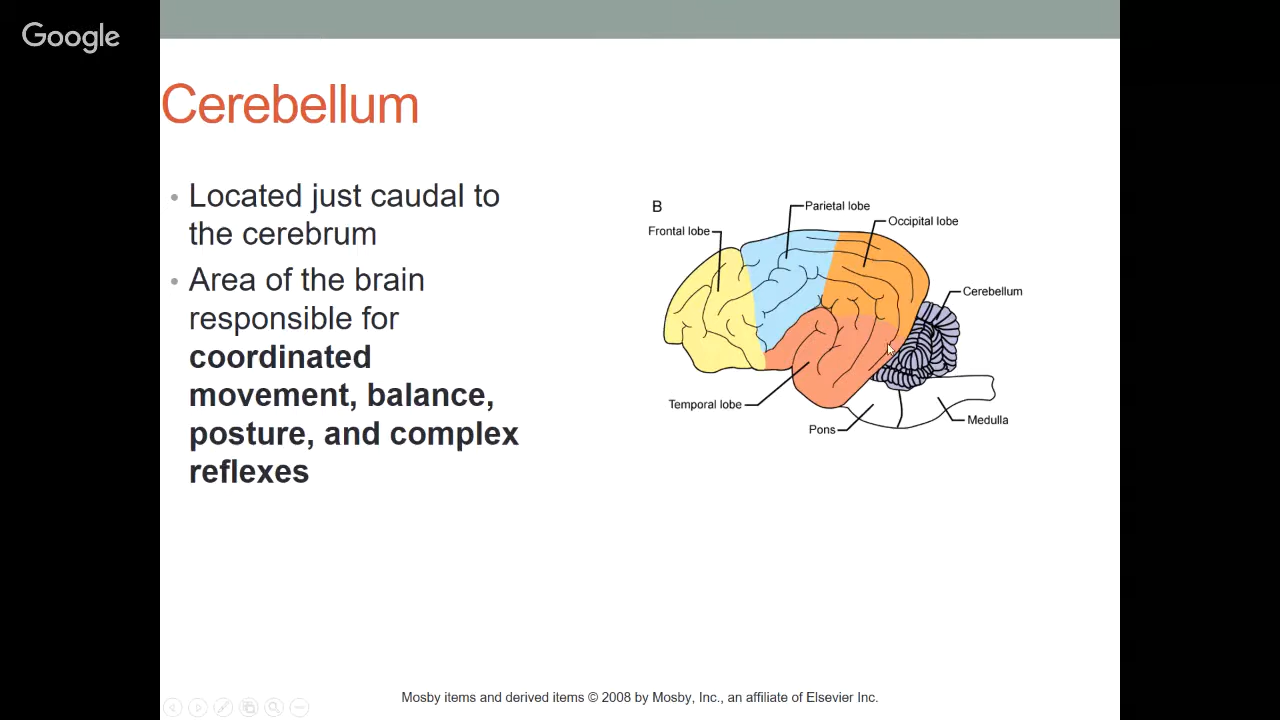 Google
Cerebellum
• Located just caudal to
the cerebrum
• Area of the brain
responsible for
coordinated
movement, balance,
posture, and complex
reflexes
B
Parietal lobe
Occipital lobe
Frontal lobe
Cerebellum
Temporal lobe
Pons
Medulla
Mosby items and derived items © 2008 by Mosby, Inc., an affiliate of Elsevier Inc.